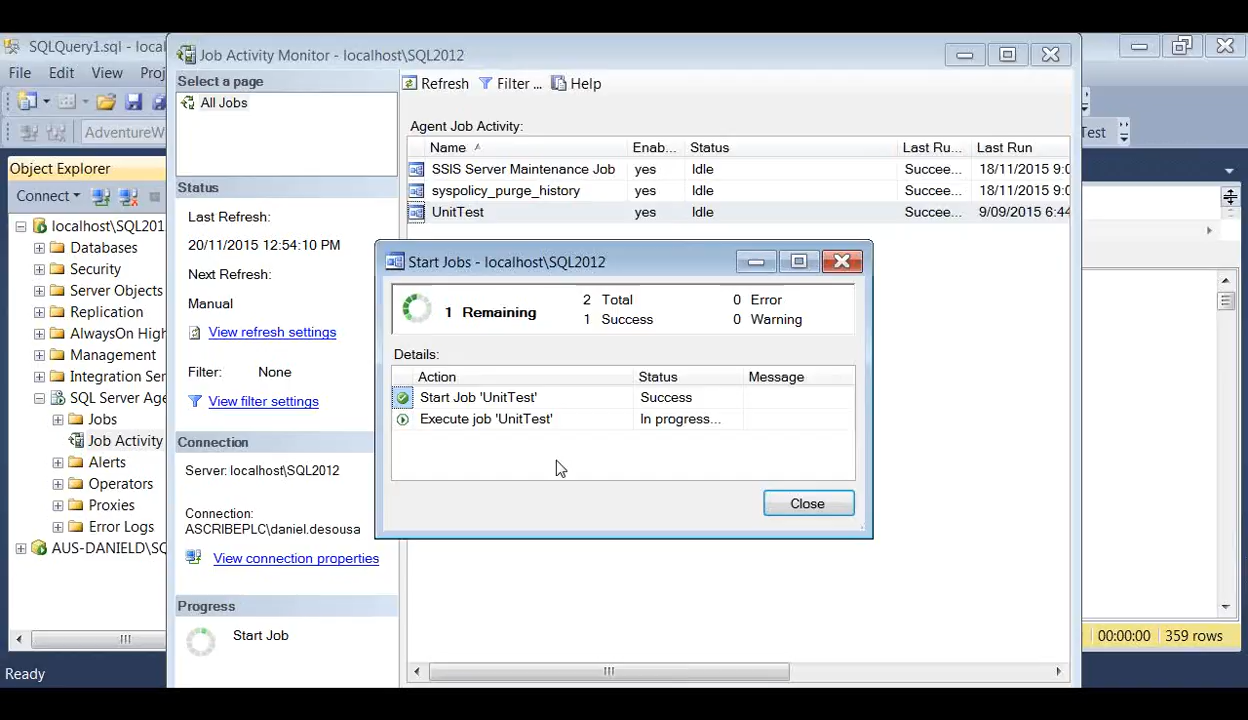 SQLQuery1.sql - local
File Edit View Proj
AdventureW
Test
Object Explorer
Connect
localhost\SQL201
Databases
Security
Server Objects
Replication
AlwaysOn High
Management
Integration Ser
SQL Server Age
Jobs
Job Activity
Alerts
Operators
Proxies
Error Logs
AUS-DANIELD\SQ
00:00:00 359 rows
Ready
Job Activity Monitor - localhost\SQL2012
Select a page
All Jobs
Status
Last Refresh:
20/11/2015 12:54:10 PM
Next Refresh:
Manual
View refresh settings
Filter: None
View filter settings
Connection
Server: localhost\SQL2012
Connection:
ASCRIBEPLC\daniel.desousa
View connection properties
Progress
Start Job
Refresh Filter ... Help
Agent Job Activity:
Name Enab... Status Last Ru... Last Run
SSIS Server Maintenance Job yes Idle Succee... 18/11/2015 9:0
syspolicy_purge_history yes Idle Succee... 18/11/2015 9:0
UnitTest yes Idle Succee... 9/09/2015 6:44
Start Jobs - localhost\SQL2012
1 Remaining
2 Total 0 Error
1 Success 0 Warning
Details:
Action Status Message
Start Job 'UnitTest' Success
Execute job 'UnitTest' In progress...
Close